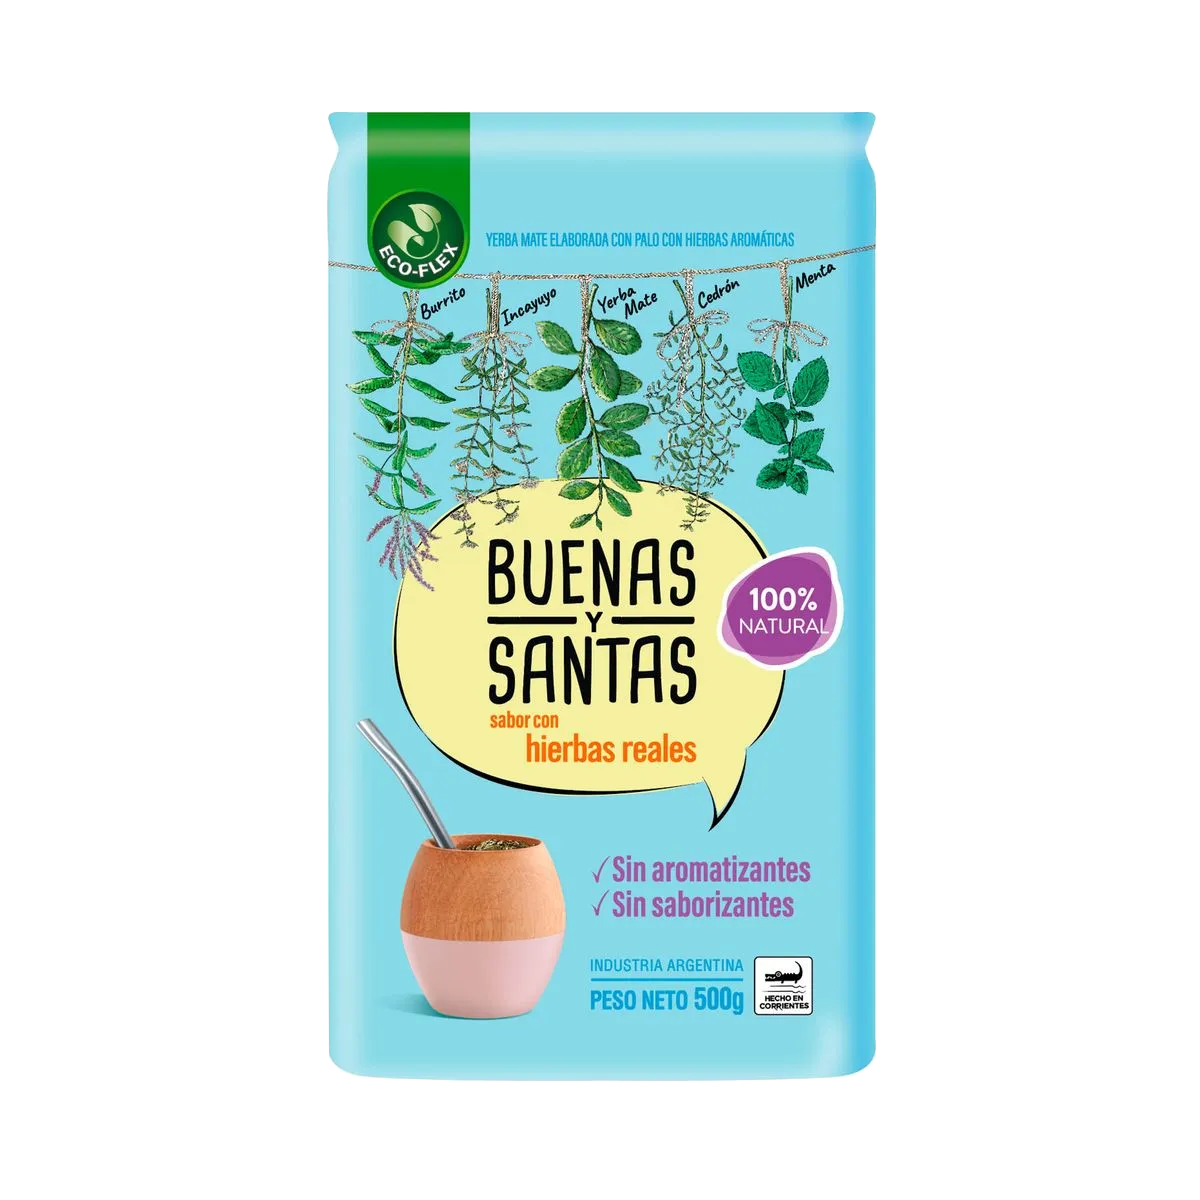 YERBA MATE ELABORADA CON PALO CON HIERBAS AROMÁTICAS
ECO-FLEX
Burrito
Incayuyo
Yerba
Mate
Cedrón
Menta
BUENAS
Y
SANTAS
sabor con
hierbas reales
100%
NATURAL
✓Sin aromatizantes
✓Sin saborizantes
INDUSTRIA ARGENTINA
PESO NETO 500g
HECHO EN
CORRIENTES